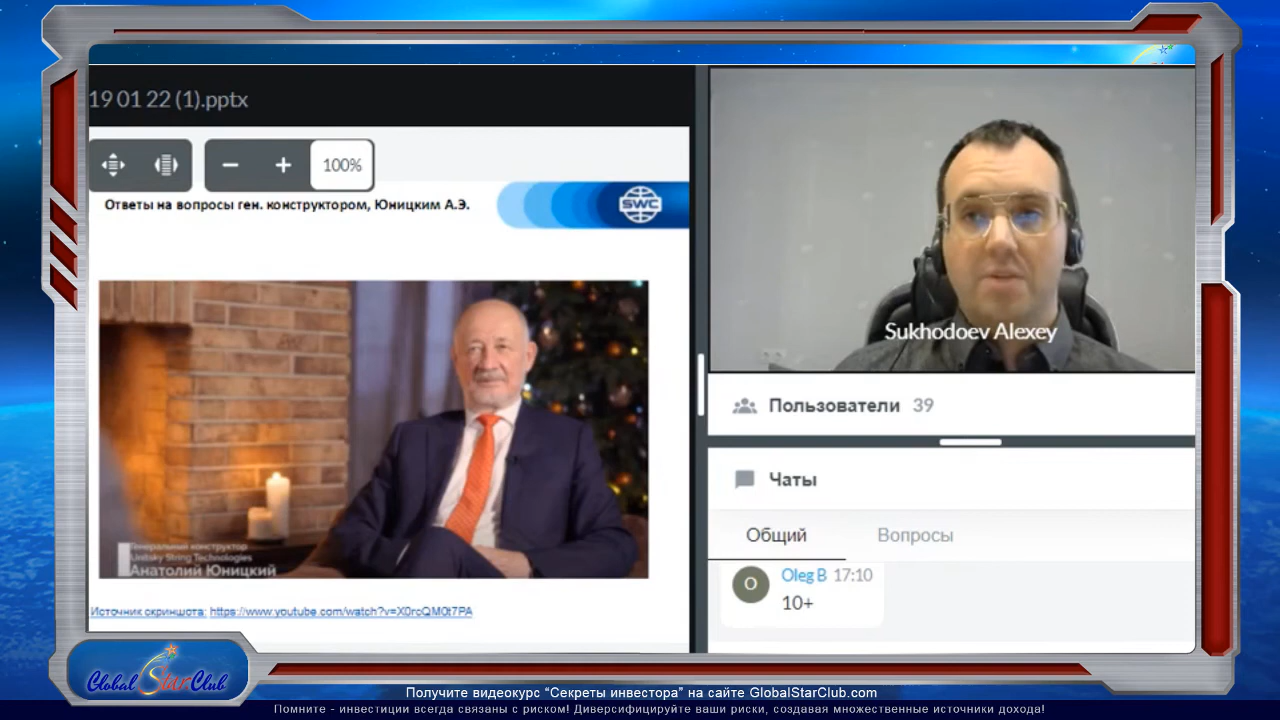 19 01 22 (1).pptx
100%
Ответы на вопросы ген. конструктором, Юницким А.Э.
SWC
Генеральный конструктор
Unitsky String Technologies
Анатолий Юницкий
Источник скриншота: https://www.youtube.com/watch?v=X0rcQM0t7PA
Sukhodoev Alexey
Пользователи 39
Чаты
Общий Вопросы
O
Oleg B 17:10
10+
Global Star Club
Получите видеокурс "Секреты инвестора" на сайте GlobalStarClub.com
Помните - инвестиции всегда связаны с риском! Диверсифицируйте ваши риски, создавая множественные источники дохода!